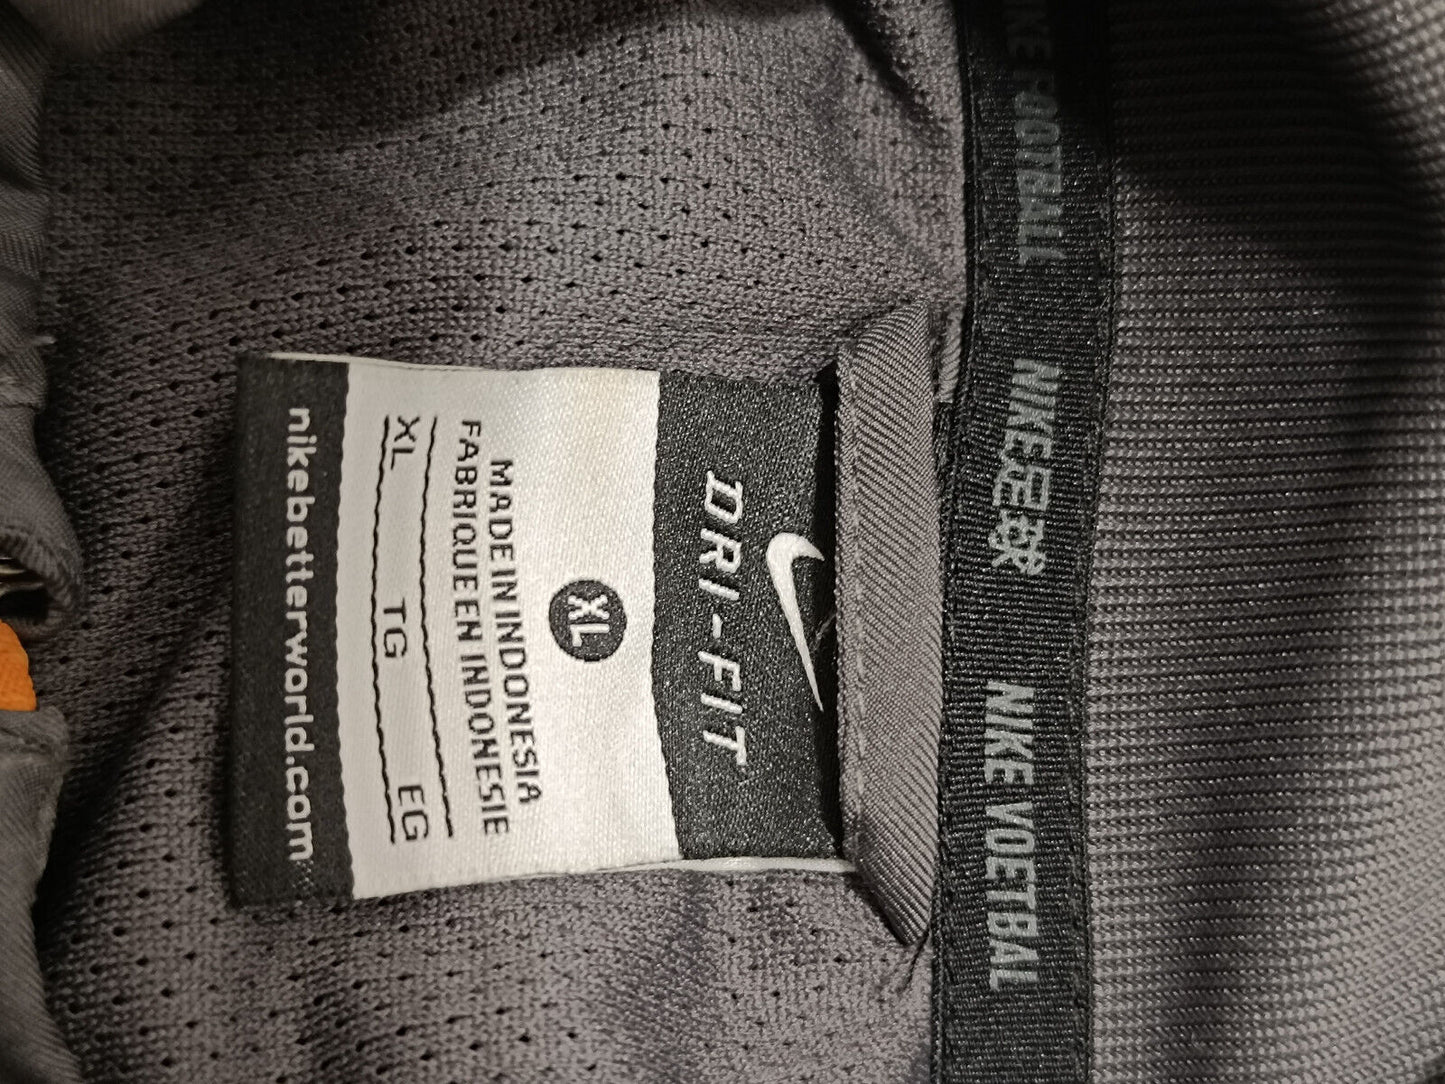 NIKE FOOTBALL
NIKE足球
NIKE VOETBAL
DRI-FIT
XL
MADE IN INDONESIA
FABRIQUE EN INDONESIE
XL TG EG
nikebetterworld.com